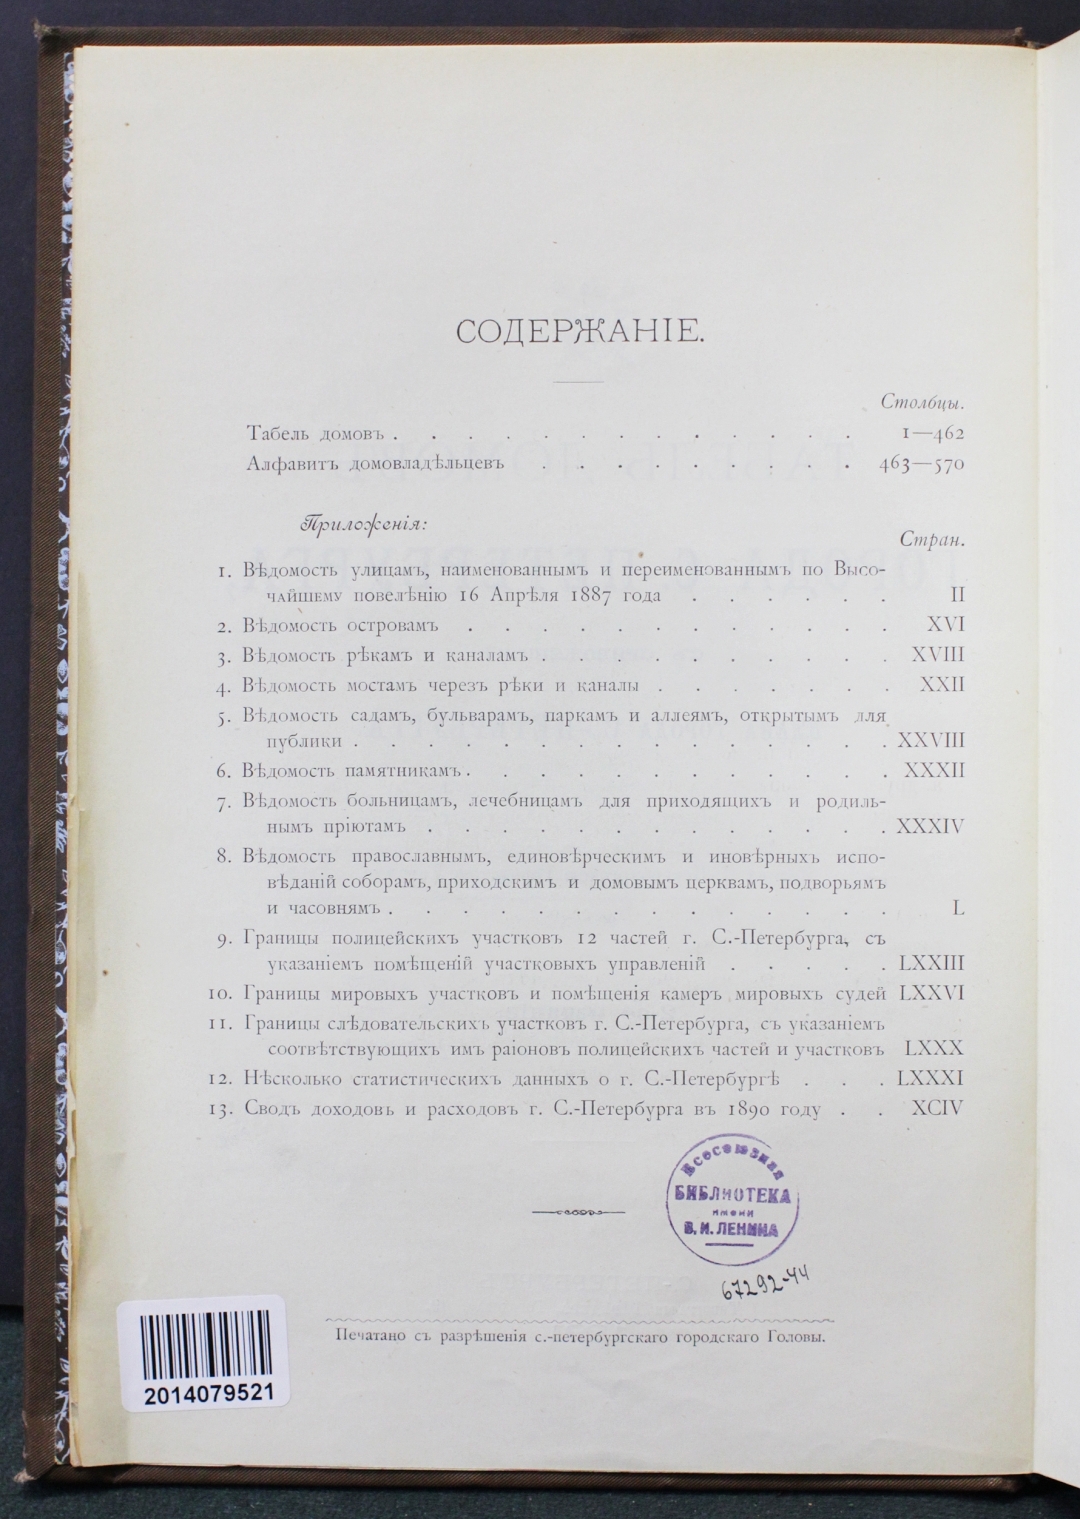 СОДЕРЖАНІЕ.
Столбцы.
Табель домовъ . . . . . . . . . . . . . 1—462
Алфавитъ домовладѣльцевъ . . . . . . . . . 463—570
Приложенія:
Стран.
1. Вѣдомость улицамъ, наименованнымъ и переименованнымъ по Высо-
чайшему повелѣнію 16 Апрѣля 1887 года . . . . . . II
2. Вѣдомость островамъ . . . . . . . . . . . . XVI
3. Вѣдомость рѣкамъ и каналамъ . . . . . . . . . . XVIII
4. Вѣдомость мостамъ черезъ рѣки и каналы . . . . . . . XXII
5. Вѣдомость садамъ, бульварамъ, паркамъ и аллеямъ, открытымъ для
публики . . . . . . . . . . . . . . . XXVIII
6. Вѣдомость памятникамъ . . . . . . . . . . . . XXXII
7. Вѣдомость больницамъ, лечебницамъ для приходящихъ и родиль-
нымъ пріютамъ . . . . . . . . . . . . . XXXIV
8. Вѣдомость православнымъ, единовѣрческимъ и иновѣрныхъ испо-
вѣданій соборамъ, приходскимъ и домовымъ церквамъ, подворьямъ
и часовнямъ . . . . . . . . . . . . . . L
9. Границы полицейскихъ участковъ 12 частей г. С.-Петербурга, съ
указаніемъ помѣщеній участковыхъ управленій . . . . . LXXIII
10. Границы мировыхъ участковъ и помѣщенія камеръ мировыхъ судей LXXVI
11. Границы слѣдовательскихъ участковъ г. С.-Петербурга, съ указаніемъ
соотвѣтствующихъ имъ раіоновъ полицейскихъ частей и участковъ LXXX
12. Нѣсколько статистическихъ данныхъ о г. С.-Петербургѣ . . . LXXXI
13. Сводъ доходовъ и расходовъ г. С.-Петербурга въ 1890 году . . XCIV
Всесоюзная
БИБЛИОТЕКА
имени
В. И. ЛЕНИНА
67292-44
Печатано съ разрѣшенія с.-петербургскаго городскаго Головы.
2014079521